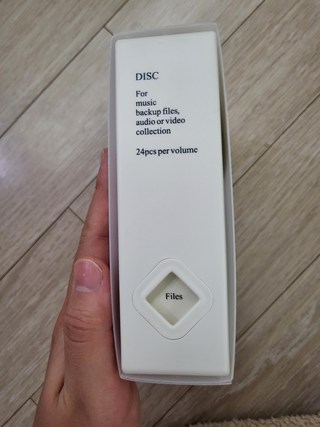 DISC
For
music
backup files,
audio or video
collection
24pcs per volume
Files